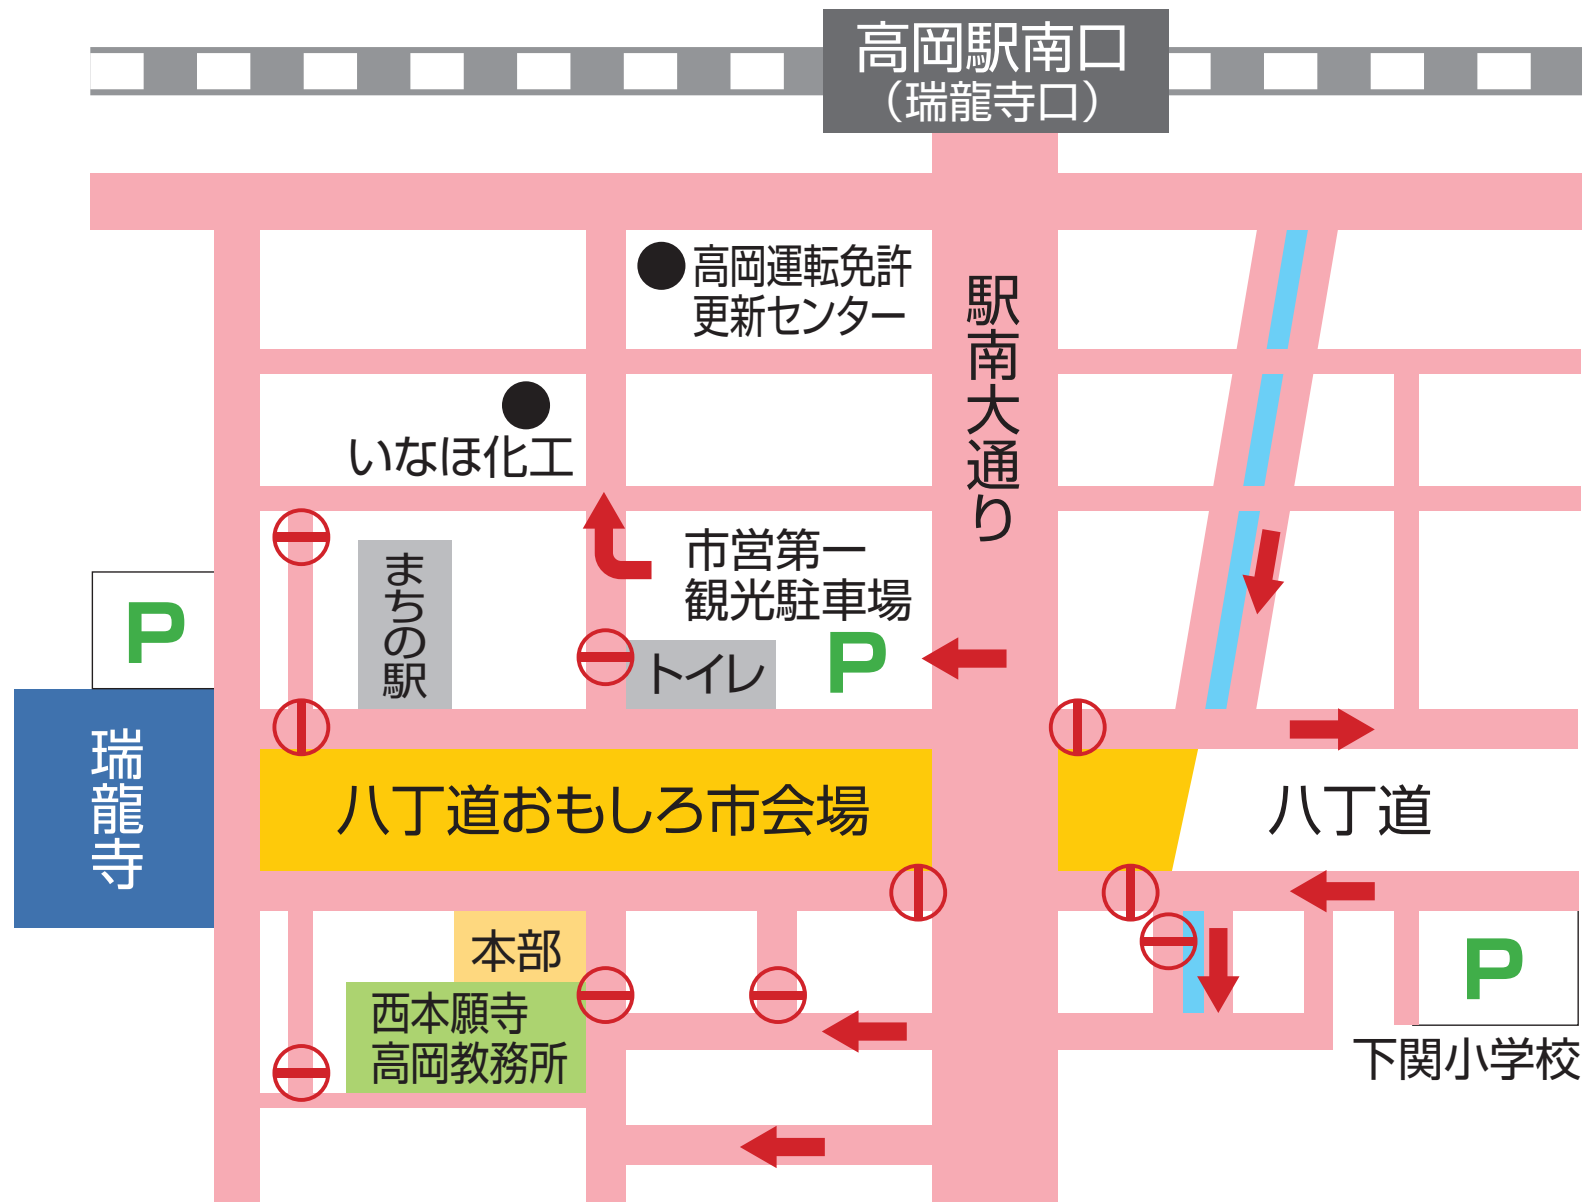 高岡駅南口
（瑞龍寺口）
高岡運転免許
更新センター
駅南大通り
いなほ化工
市営第一
観光駐車場
まちの駅
P
トイレ
P
瑞龍寺
八丁道おもしろ市会場
八丁道
本部
西本願寺
高岡教務所
P
下関小学校